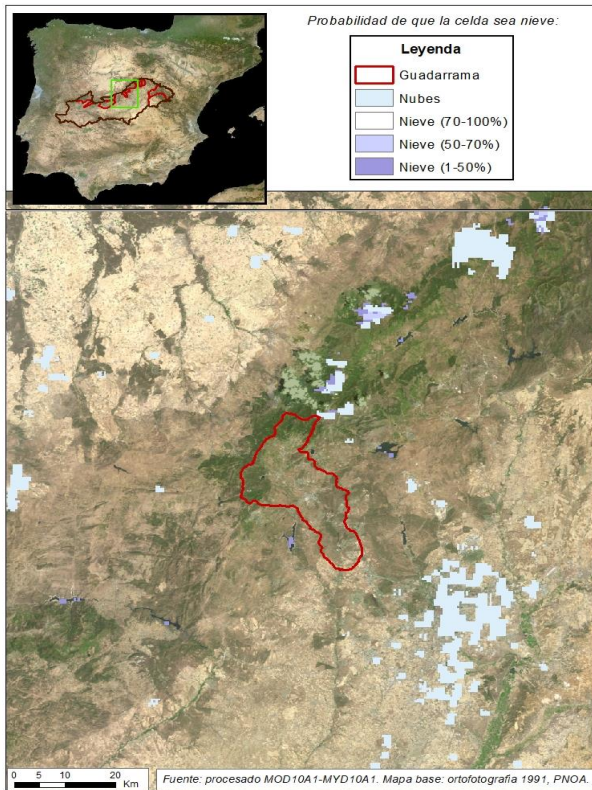 Probabilidad de que la celda sea nieve:
Leyenda
Guadarrama
Nubes
Nieve (70-100%)
Nieve (50-70%)
Nieve (1-50%)
0 5 10 20
Km
Fuente: procesado MOD10A1-MYD10A1. Mapa base: ortofotografia 1991, PNOA.